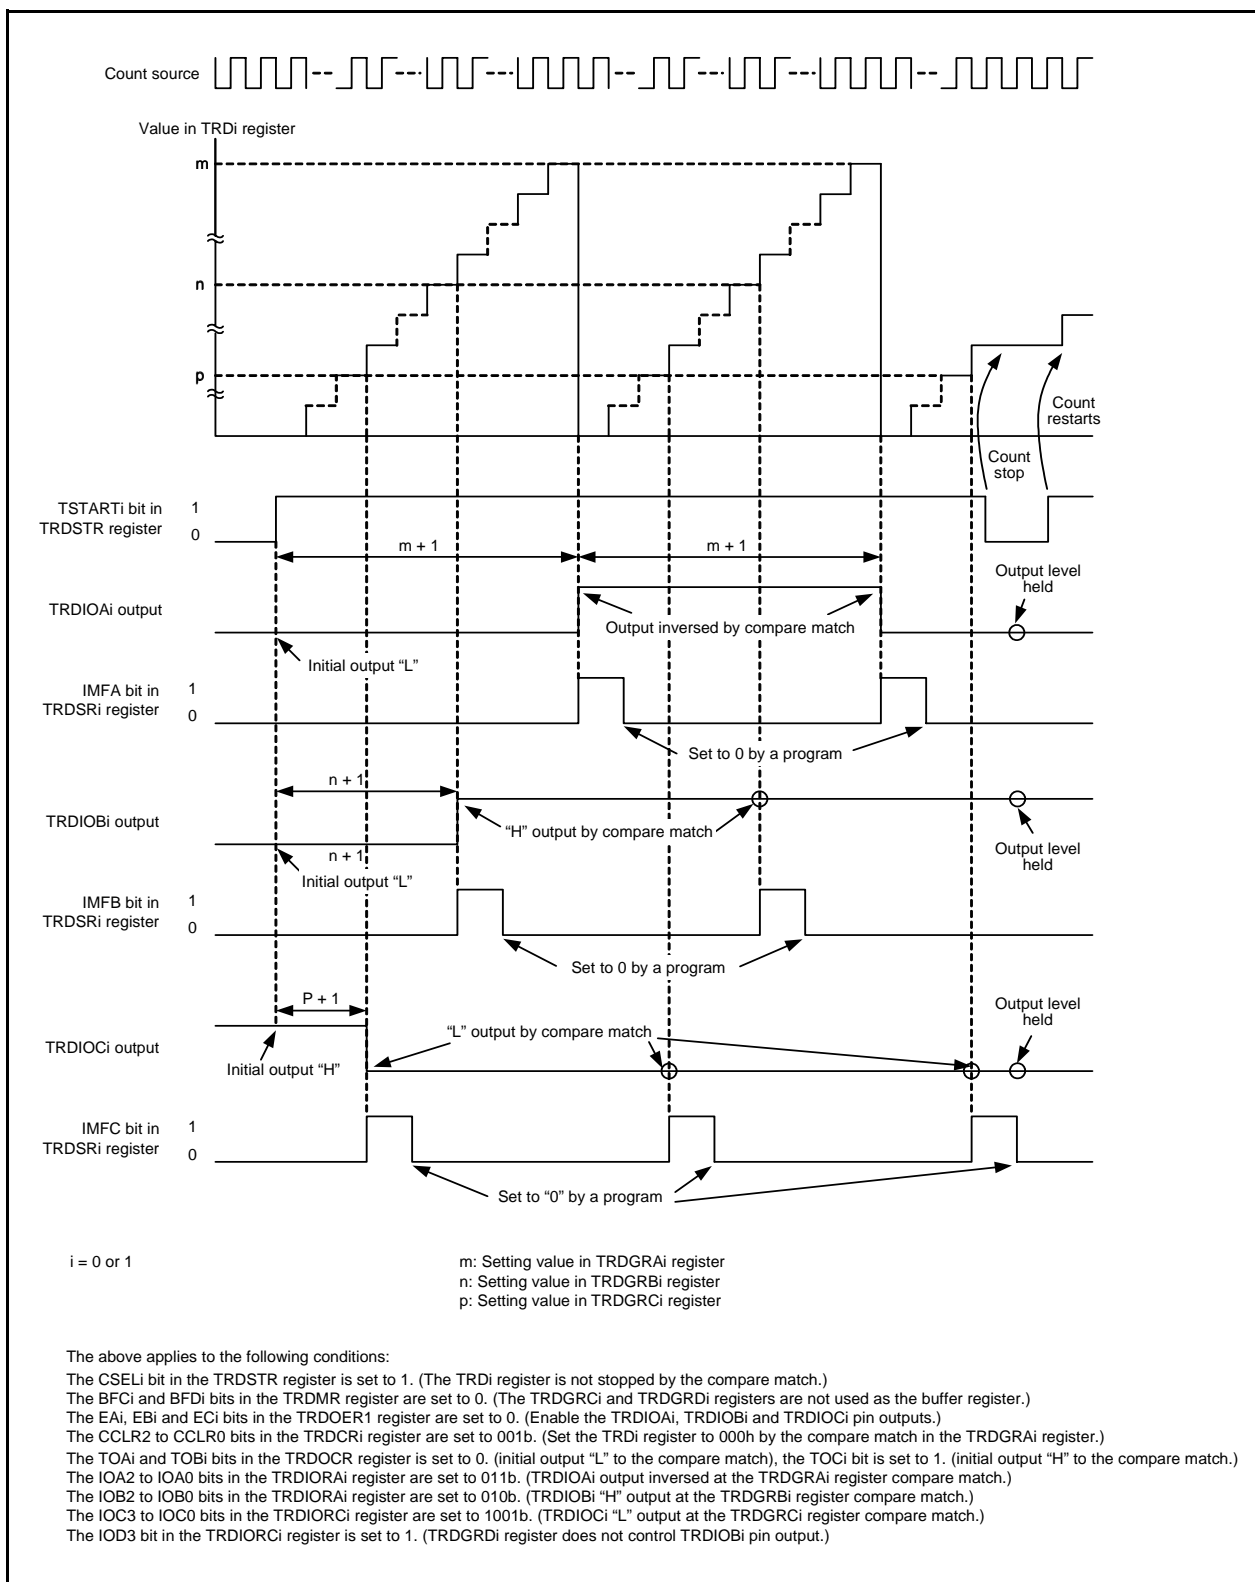 Count source
Value in TRDi register
m
n
p
Count
restarts
Count
stop
TSTARTi bit in
TRDSTR register
1
0
m + 1
m + 1
Output level
held
TRDIOAi output
Output inversed by compare match
Initial output “L”
IMFA bit in
TRDSRi register
1
0
Set to 0 by a program
n + 1
TRDIOBi output
“H” output by compare match
n + 1
Initial output “L”
Output level
held
IMFB bit in
TRDSRi register
1
0
Set to 0 by a program
P + 1
Output level
held
“L” output by compare match
TRDIOCi output
Initial output “H”
IMFC bit in
TRDSRi register
1
0
Set to “0” by a program
i = 0 or 1
m: Setting value in TRDGRAi register
n: Setting value in TRDGRBi register
p: Setting value in TRDGRCi register
The above applies to the following conditions:
The CSELi bit in the TRDSTR register is set to 1. (The TRDi register is not stopped by the compare match.)
The BFCi and BFDi bits in the TRDMR register are set to 0. (The TRDGRCi and TRDGRDi registers are not used as the buffer register.)
The EAi, EBi and ECi bits in the TRDOER1 register are set to 0. (Enable the TRDIOAi, TRDIOBi and TRDIOCi pin outputs.)
The CCLR2 to CCLR0 bits in the TRDCRi register are set to 001b. (Set the TRDi register to 000h by the compare match in the TRDGRAi register.)
The TOAi and TOBi bits in the TRDOCR register is set to 0. (initial output “L” to the compare match), the TOCi bit is set to 1. (initial output “H” to the compare match.)
The IOA2 to IOA0 bits in the TRDIORAi register are set to 011b. (TRDIOAi output inversed at the TRDGRAi register compare match.)
The IOB2 to IOB0 bits in the TRDIORAi register are set to 010b. (TRDIOBi “H” output at the TRDGRBi register compare match.)
The IOC3 to IOC0 bits in the TRDIORCi register are set to 1001b. (TRDIOCi “L” output at the TRDGRCi register compare match.)
The IOD3 bit in the TRDIORCi register is set to 1. (TRDGRDi register does not control TRDIOBi pin output.)